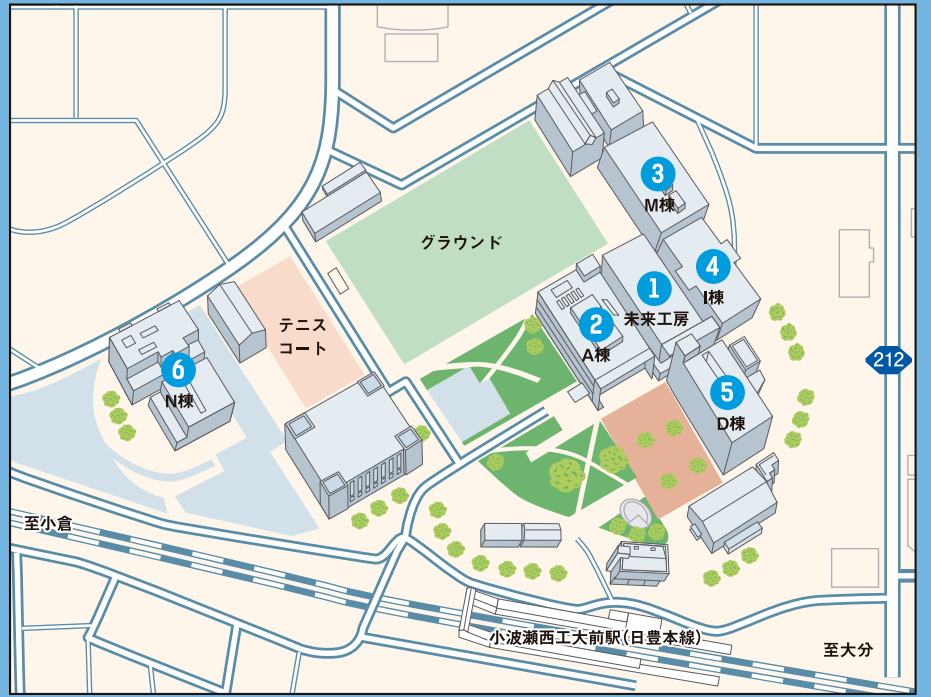 3
M棟
グラウンド
4
I棟
1
未来工房
2
A棟
テニス
コート
212
6
N棟
5
D棟
至小倉
小波瀬西工大前駅(日豊本線)
至大分